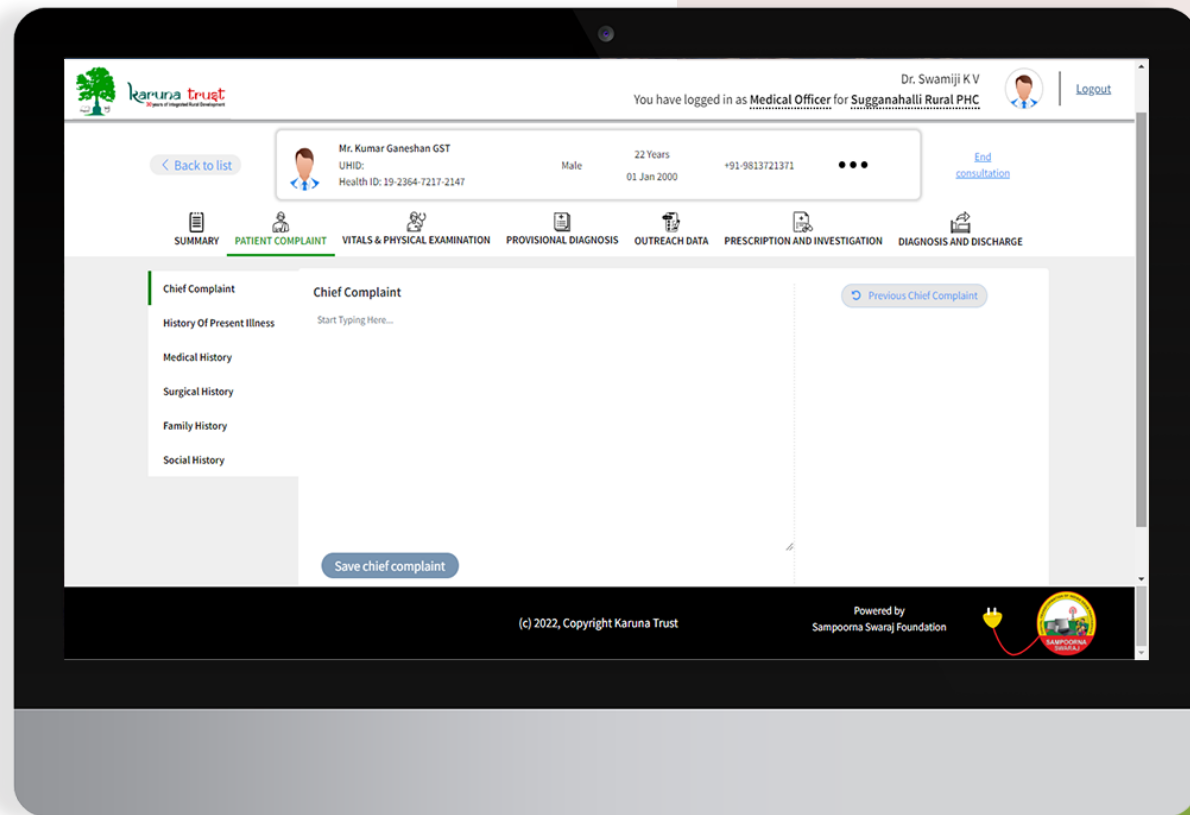 karuna trust
Dr. Swamiji K V
You have logged in as Medical Officer for Sugganahalli Rural PHC
Logout
Back to list
Mr. Kumar Ganeshan GST
UHID:
Health ID: 19-2364-7217-2147
Male
22 Years
01 Jan 2000
+91-9813721371
End
consultation
SUMMARY
PATIENT COMPLAINT
VITALS & PHYSICAL EXAMINATION
PROVISIONAL DIAGNOSIS
OUTREACH DATA
PRESCRIPTION AND INVESTIGATION
DIAGNOSIS AND DISCHARGE
Chief Complaint
History Of Present Illness
Medical History
Surgical History
Family History
Social History
Chief Complaint
Start Typing Here...
Previous Chief Complaint
Save chief complaint
(c) 2022, Copyright Karuna Trust
Powered by
Sampoorna Swaraj Foundation
SAMPOORNA
SWARAJ